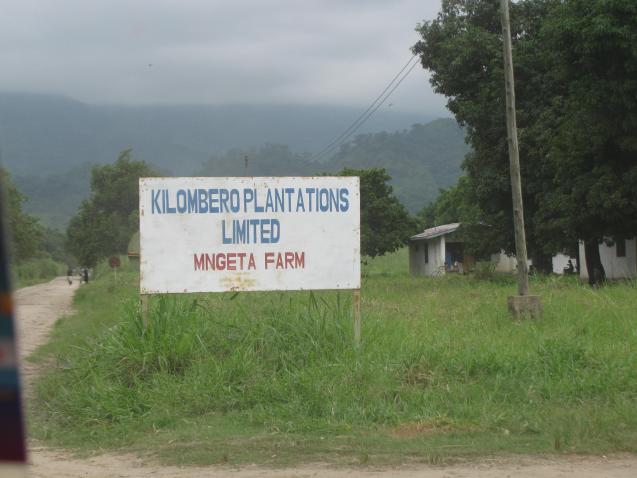 KILOMBERO PLANTATIONS
LIMITED
MNGETA FARM